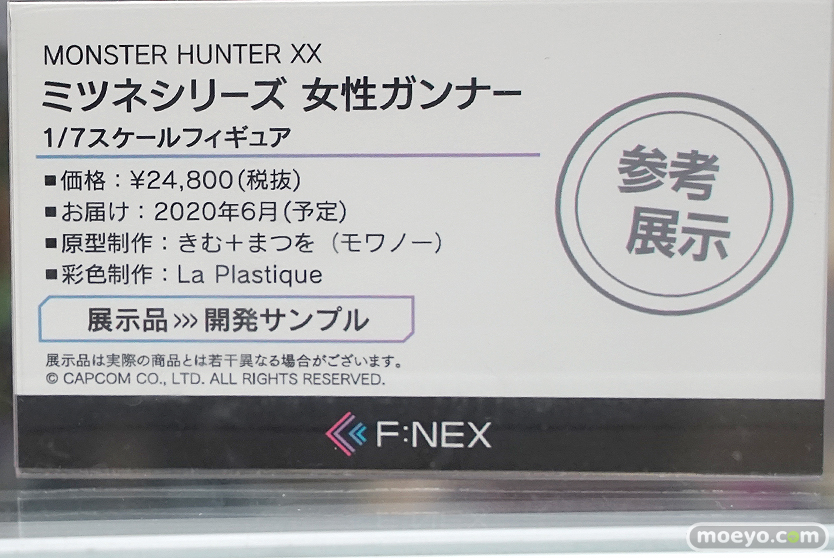 MONSTER HUNTER XX
ミツネシリーズ 女性ガンナー
1/7スケールフィギュア
■価格：¥24,800(税抜)
■お届け：2020年6月(予定)
■原型制作：きむ＋まつを（モワノー）
■彩色制作：La Plastique
参考
展示
展示品>>>開発サンプル
展示品は実際の商品とは若干異なる場合がございます。
© CAPCOM CO., LTD. ALL RIGHTS RESERVED.
F:NEX
moeyo.com